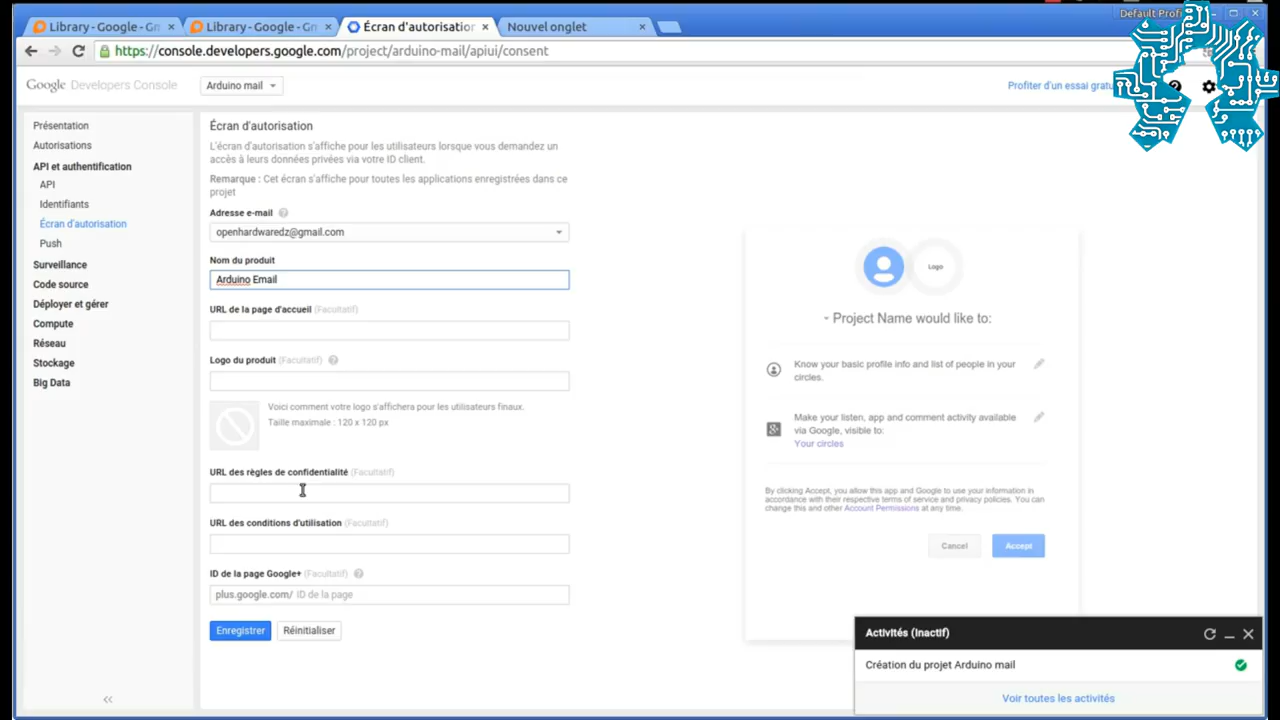 Library - Google - Gm
Library - Google - Gm
Écran d'autorisation
Nouvel onglet
Default Profi
https://console.developers.google.com/project/arduino-mail/apiui/consent
Google Developers Console
Arduino mail
Profiter d'un essai gratu
Présentation
Autorisations
API et authentification
API
Identifiants
Écran d'autorisation
Push
Surveillance
Code source
Déployer et gérer
Compute
Réseau
Stockage
Big Data
Écran d'autorisation
L'écran d'autorisation s'affiche pour les utilisateurs lorsque vous demandez un
accès à leurs données privées via votre ID client.
Remarque : Cet écran s'affiche pour toutes les applications enregistrées dans ce
projet
Adresse e-mail
openhardwaredz@gmail.com
Nom du produit
Arduino Email
URL de la page d'accueil (Facultatif)
Logo du produit (Facultatif)
Voici comment votre logo s'affichera pour les utilisateurs finaux.
Taille maximale : 120 x 120 px
URL des règles de confidentialité (Facultatif)
URL des conditions d'utilisation (Facultatif)
ID de la page Google+ (Facultatif)
plus.google.com/ ID de la page
Enregistrer
Réinitialiser
Logo
Project Name would like to:
Know your basic profile info and list of people in your
circles.
Make your listen, app and comment activity available
via Google, visible to:
Your circles
By clicking Accept, you allow this app and Google to use your information in
accordance with their respective terms of service and privacy policies. You can
change this and other Account Permissions at any time.
Cancel
Accept
Activités (Inactif)
Création du projet Arduino mail
Voir toutes les activités